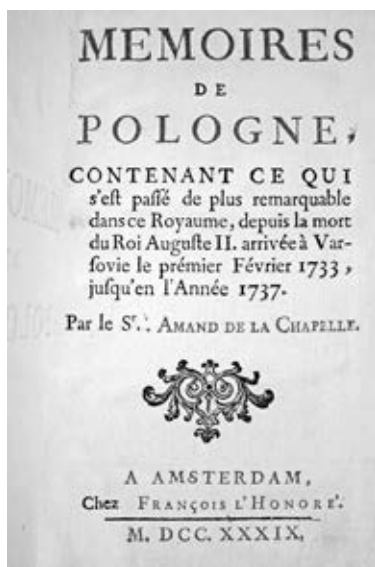 MEMOIRES
DE
POLOGNE,
CONTENANT CE QUI
s'eſt paſſé de plus remarquable
dans ce Royaume, depuis la mort
du Roi Auguſte II. arrivée à Var-
ſovie le prémier Février 1733,
juſqu'en l'Année 1737.
Par le Sr. AMAND DE LA CHAPELLE.
A AMSTERDAM,
Chez FRANÇOIS L'HONORÉ.
M. DCC. XXXIX.